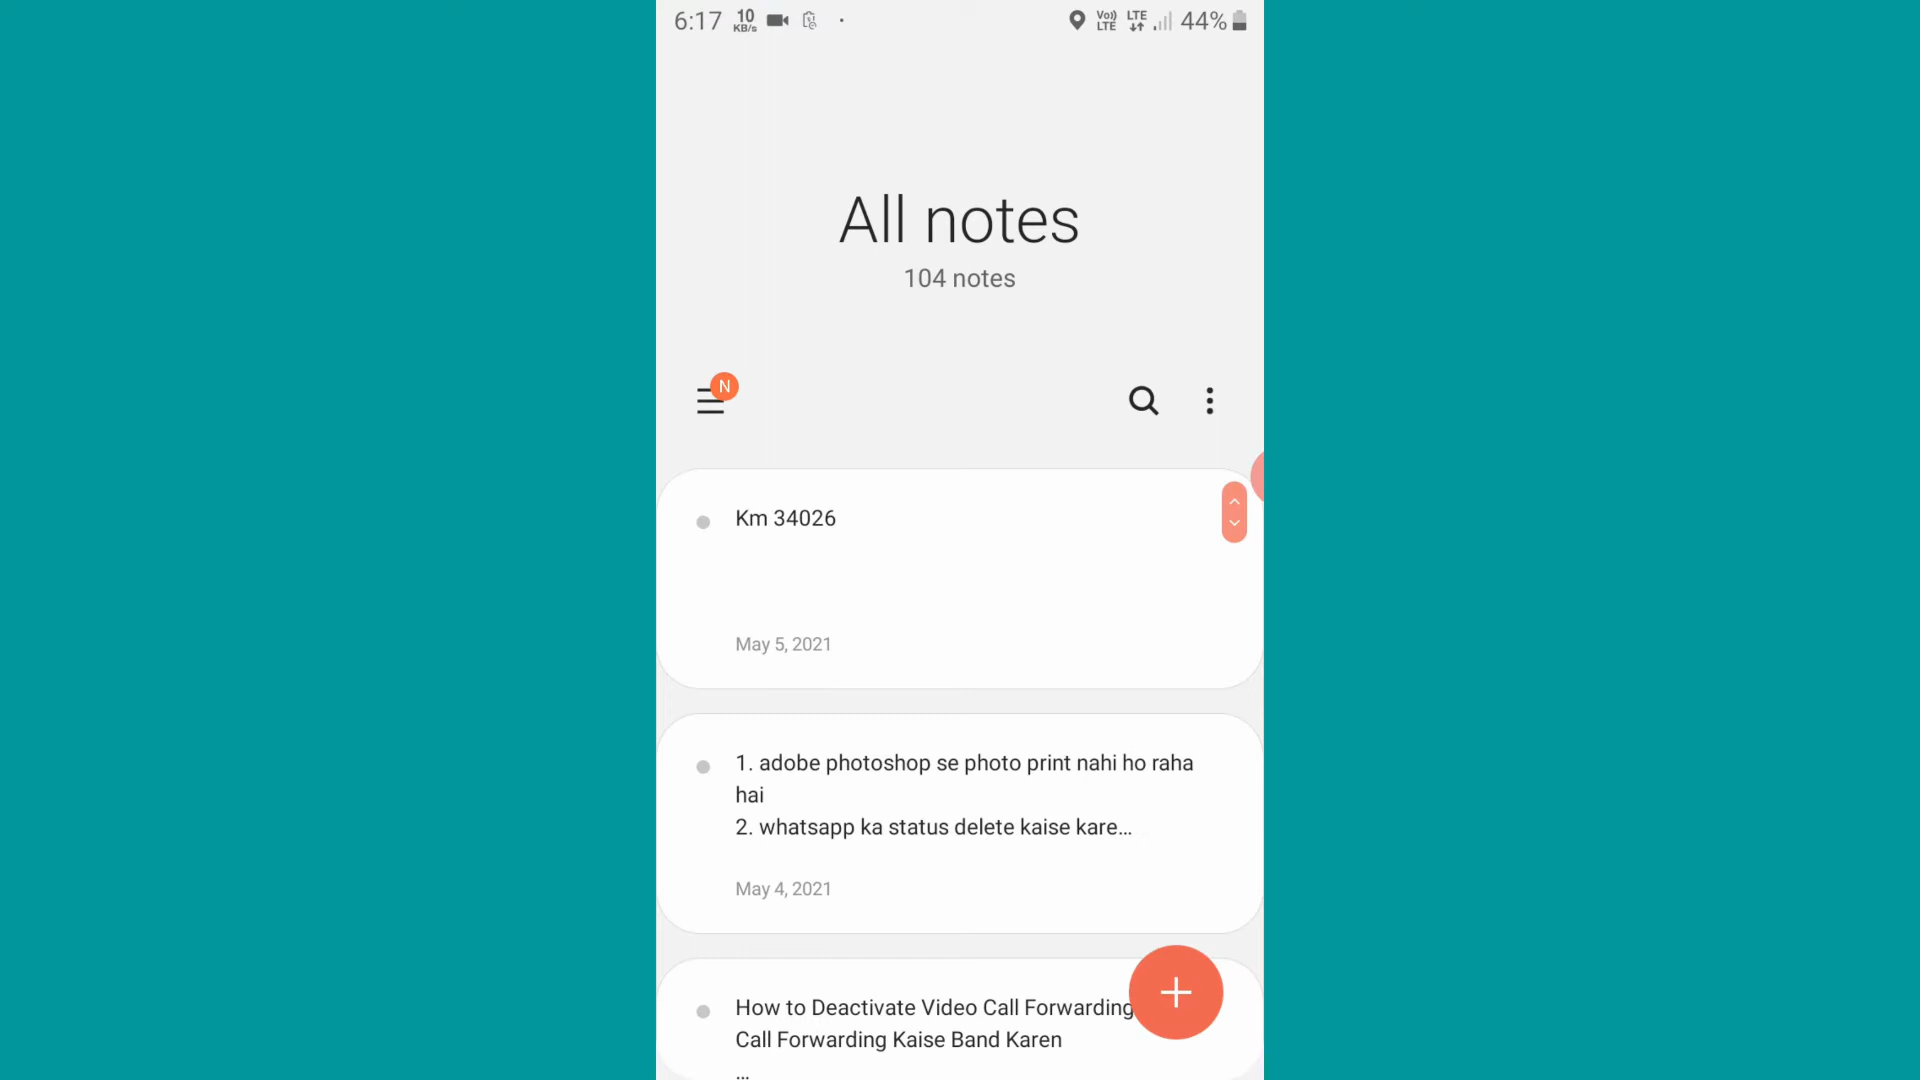 6:17 10 KB/s Vo)) LTE LTE 44%
All notes
104 notes
N
Km 34026
May 5, 2021
1. adobe photoshop se photo print nahi ho raha
hai
2. whatsapp ka status delete kaise kare...
May 4, 2021
How to Deactivate Video Call Forwarding
Call Forwarding Kaise Band Karen
...